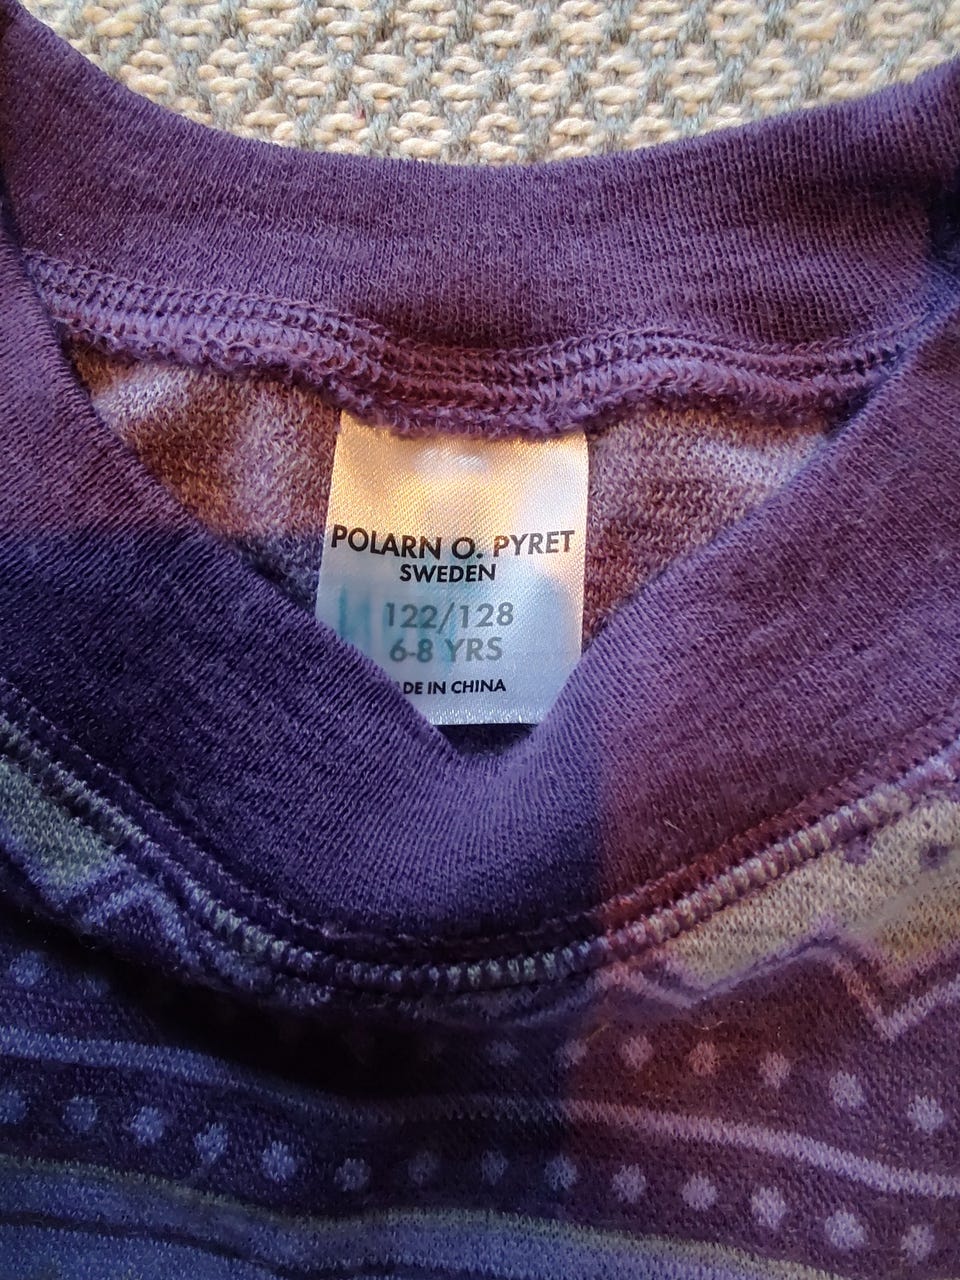 POLARN O. PYRET
SWEDEN
122/128
6-8 YRS
DE IN CHINA